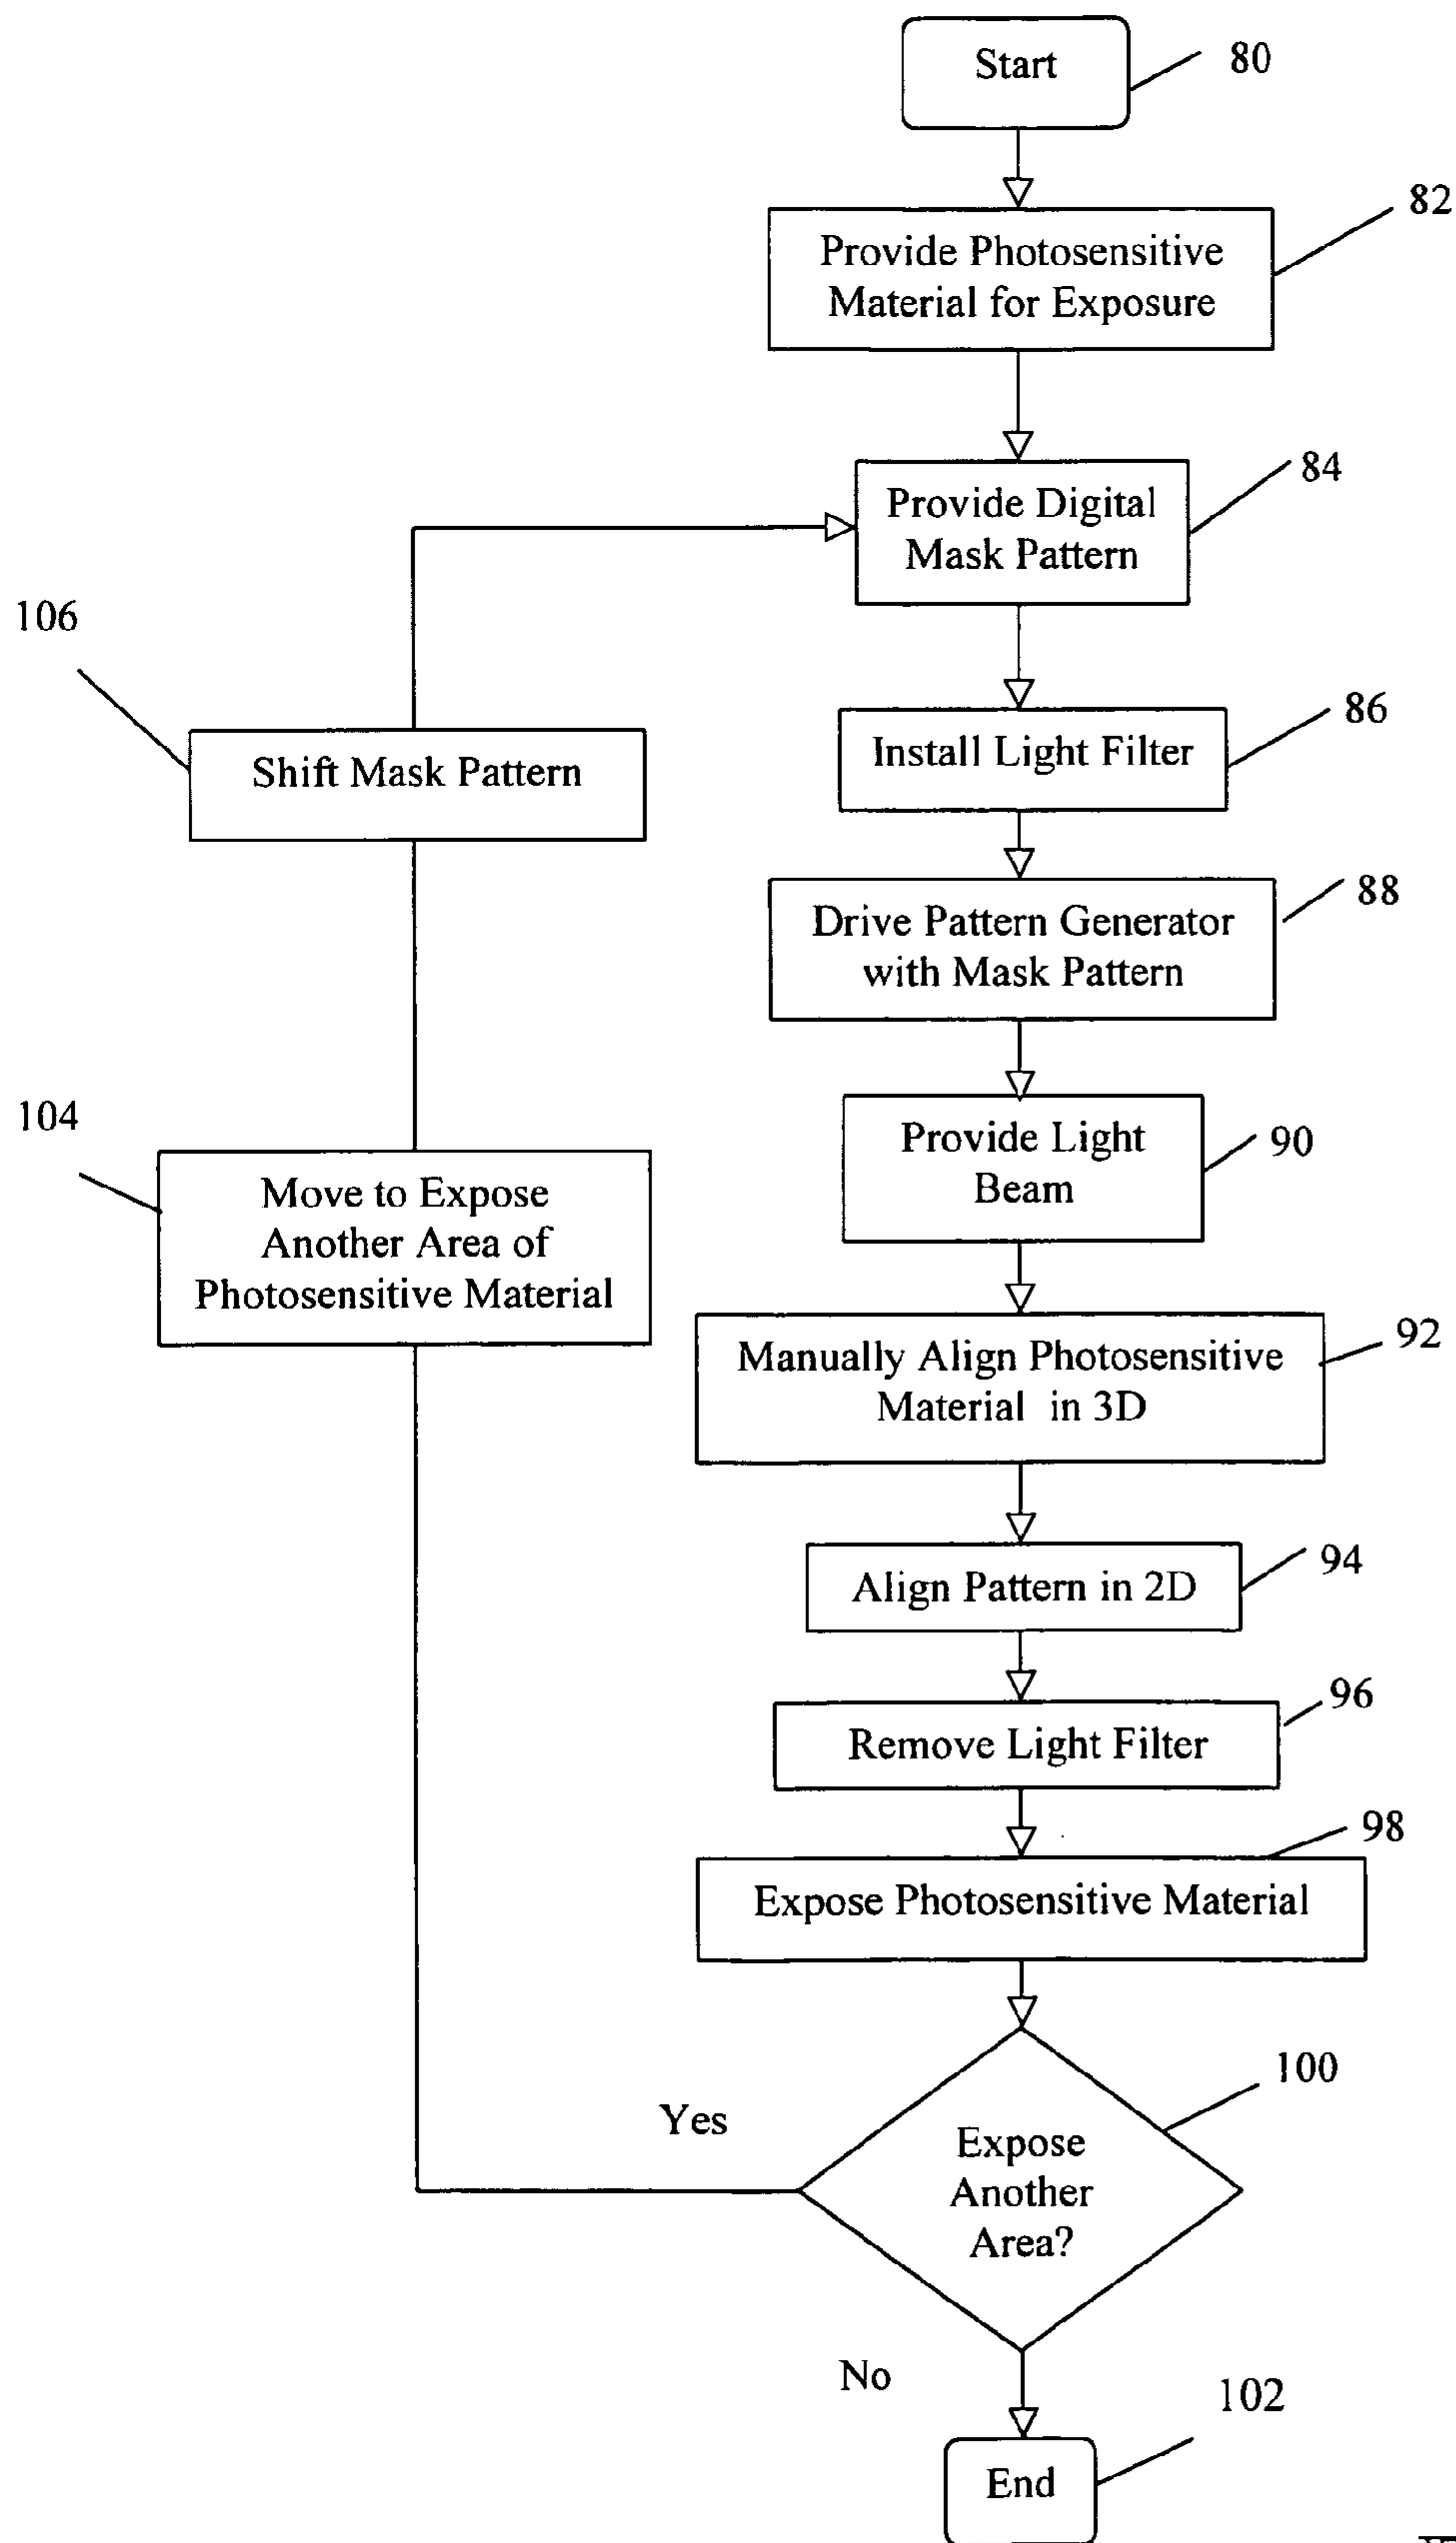 Start
80
Provide Photosensitive
Material for Exposure
82
Provide Digital
Mask Pattern
84
Install Light Filter
86
106
Shift Mask Pattern
Drive Pattern Generator
with Mask Pattern
88
Provide Light
Beam
90
104
Move to Expose
Another Area of
Photosensitive Material
Manually Align Photosensitive
Material in 3D
92
Align Pattern in 2D
94
Remove Light Filter
96
Expose Photosensitive Material
98
Expose
Another
Area?
100
Yes
No
End
102